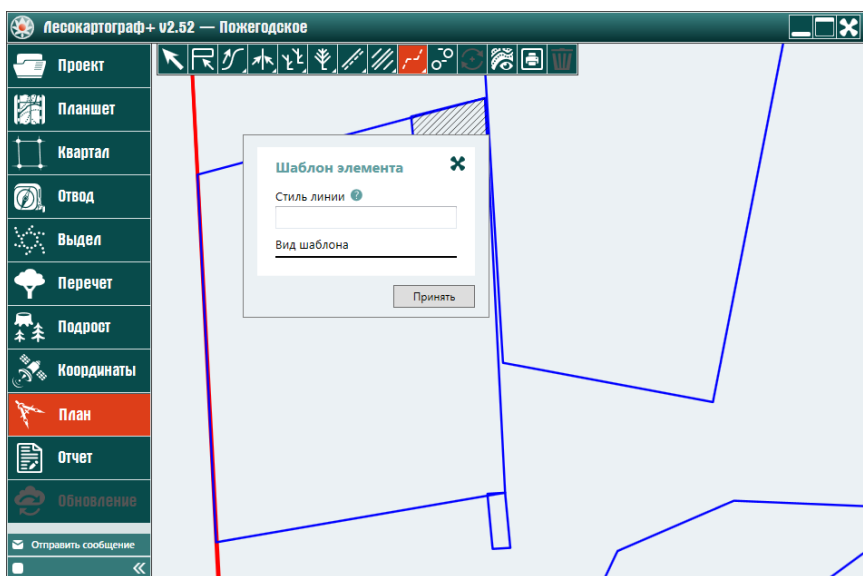 Лесокартограф+ v2.52 — Пожегодское
Проект
Планшет
Квартал
Отвод
Выдел
Перечет
Подрост
Координаты
План
Отчет
Обновление
Отправить сообщение
Шаблон элемента
Стиль линии ?
Вид шаблона
Принять